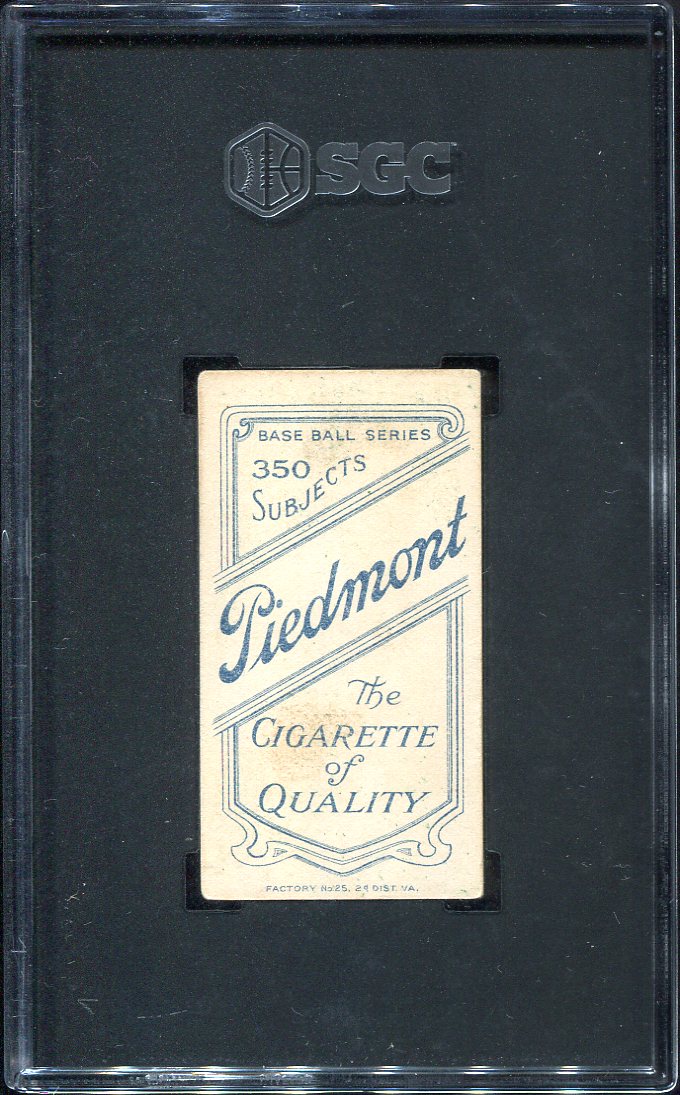 SGC
BASE BALL SERIES
350
SUBJECTS
Piedmont
The
CIGARETTE
of
QUALITY
FACTORY No 25, 2d DIST. VA.